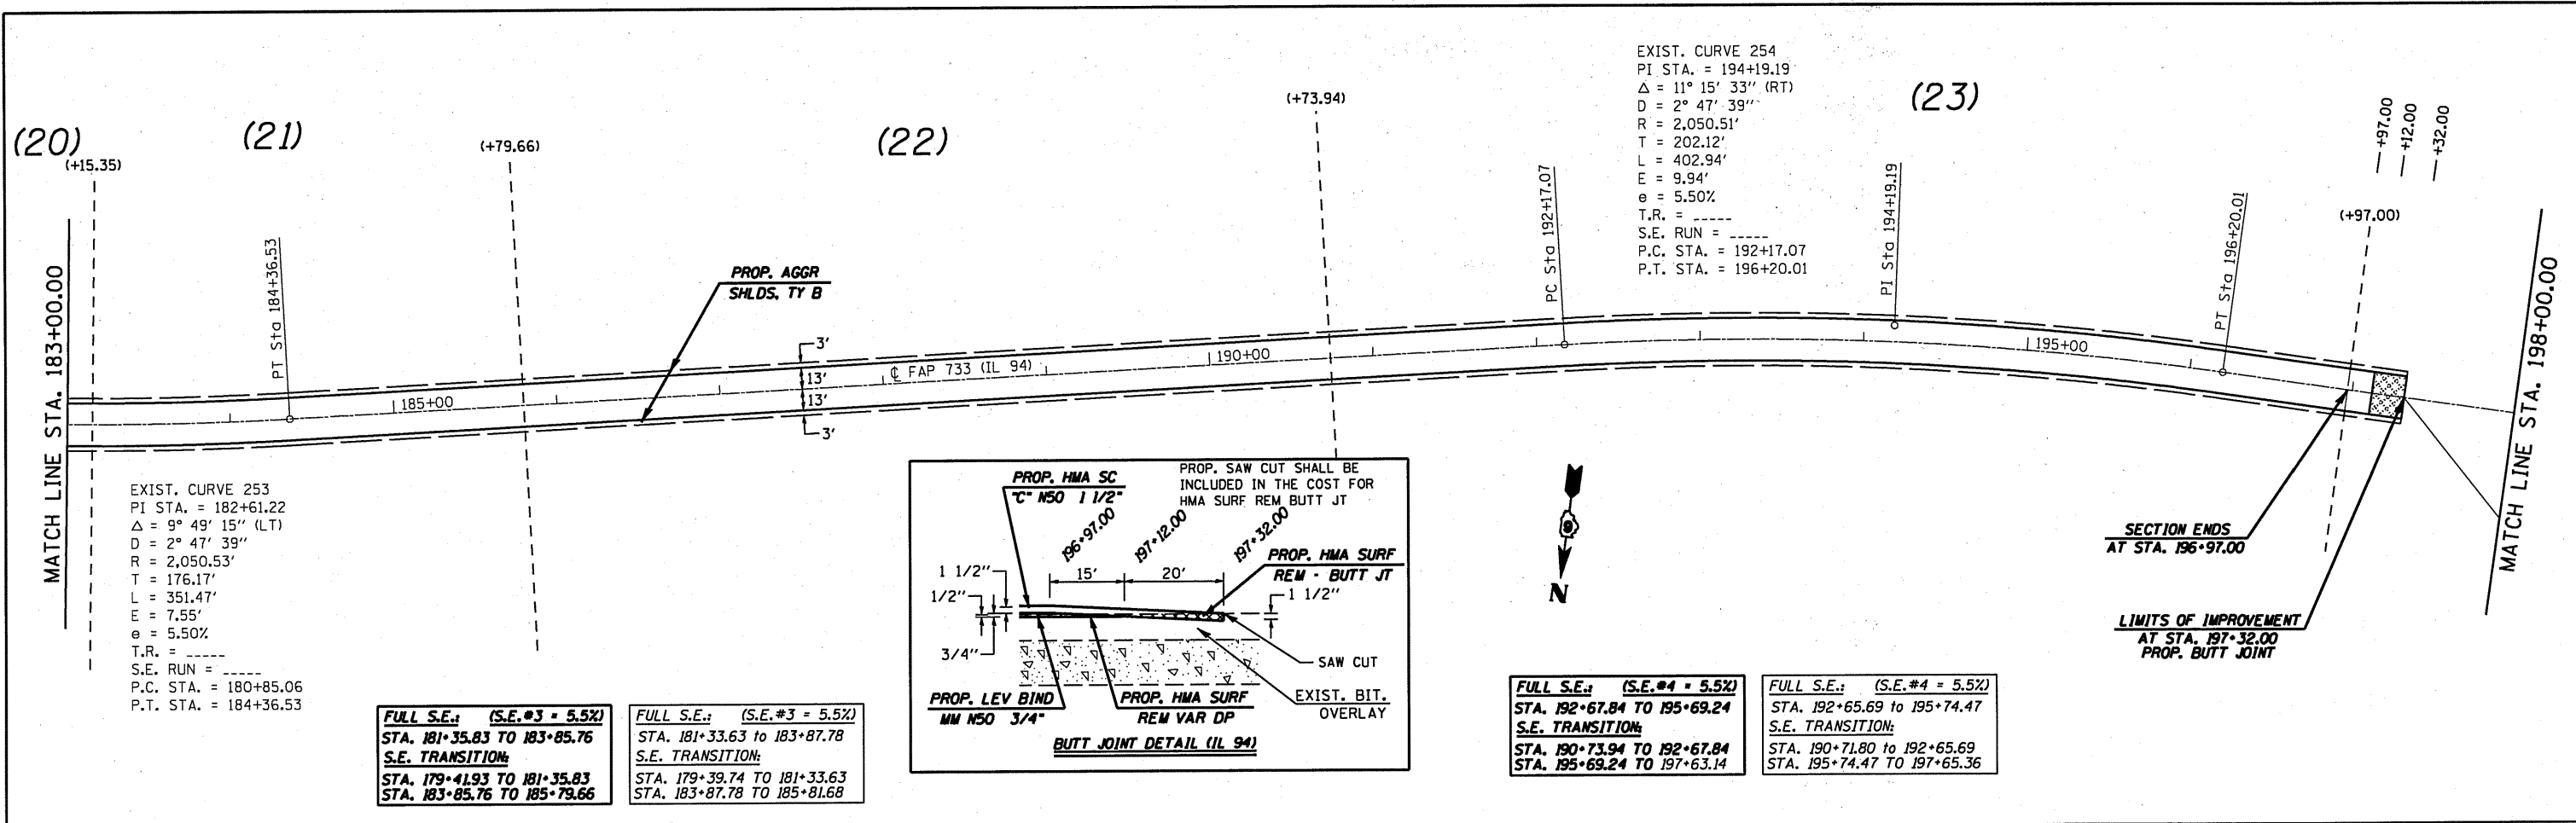 (20)
(+15.35)
(21)
(+79.66)
(22)
(+73.94)
EXIST. CURVE 254
PI STA. = 194+19.19
Δ = 11° 15' 33" (RT)
D = 2° 47' 39"
R = 2,050.51'
T = 202.12'
L = 402.94'
E = 9.94'
e = 5.50%
T.R. = _____
S.E. RUN = _____
P.C. STA. = 192+17.07
P.T. STA. = 196+20.01
(23)
+97.00
+12.00
+32.00
(+97.00)
MATCH LINE STA. 183+00.00
PT Sta 184+36.53
PROP. AGGR
SHLDS. TY B
185+00
3'
13'
13'
3'
℄ FAP 733 (IL 94)
190+00
PC Sta 192+17.07
PI Sta 194+19.19
195+00
PT Sta 196+20.01
MATCH LINE STA. 198+00.00
EXIST. CURVE 253
PI STA. = 182+61.22
Δ = 9° 49' 15" (LT)
D = 2° 47' 39"
R = 2,050.53'
T = 176.17'
L = 351.47'
E = 7.55'
e = 5.50%
T.R. = _____
S.E. RUN = _____
P.C. STA. = 180+85.06
P.T. STA. = 184+36.53
FULL S.E.: (S.E.#3 = 5.5%)
STA. 181+35.83 TO 183+85.76
S.E. TRANSITION:
STA. 179+41.93 TO 181+35.83
STA. 183+85.76 TO 185+79.66
FULL S.E.: (S.E.#3 = 5.5%)
STA. 181+33.63 to 183+87.78
S.E. TRANSITION:
STA. 179+39.74 TO 181+33.63
STA. 183+87.78 TO 185+81.68
PROP. HMA SC
"C" N50 1 1/2"
PROP. SAW CUT SHALL BE
INCLUDED IN THE COST FOR
HMA SURF REM BUTT JT
196+97.00
197+12.00
197+32.00
PROP. HMA SURF
REM - BUTT JT
15'
20'
1 1/2"
1/2"
3/4"
1 1/2"
SAW CUT
EXIST. BIT.
OVERLAY
PROP. LEV BIND
MM N50 3/4"
PROP. HMA SURF
REM VAR DP
BUTT JOINT DETAIL (IL 94)
9
N
SECTION ENDS
AT STA. 196+97.00
LIMITS OF IMPROVEMENT
AT STA. 197+32.00
PROP. BUTT JOINT
FULL S.E.: (S.E.#4 = 5.5%)
STA. 192+67.84 TO 195+69.24
S.E. TRANSITION:
STA. 190+73.94 TO 192+67.84
STA. 195+69.24 TO 197+63.14
FULL S.E.: (S.E.#4 = 5.5%)
STA. 192+65.69 to 195+74.47
S.E. TRANSITION:
STA. 190+71.80 to 192+65.69
STA. 195+74.47 TO 197+65.36